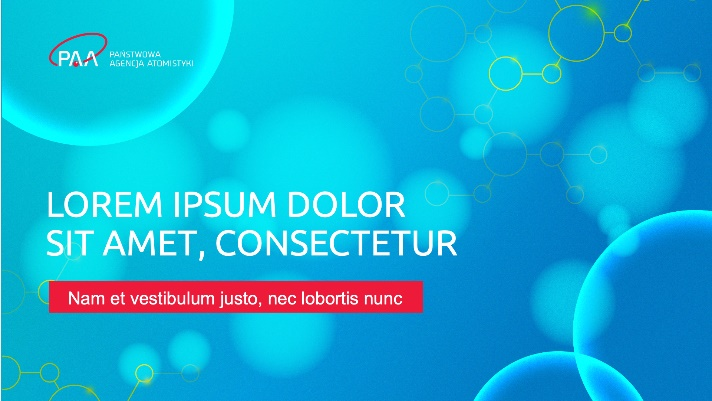 PAA
PAŃSTWOWA
AGENCJA ATOMISTYKI
LOREM IPSUM DOLOR
SIT AMET, CONSECTETUR
Nam et vestibulum justo, nec lobortis nunc